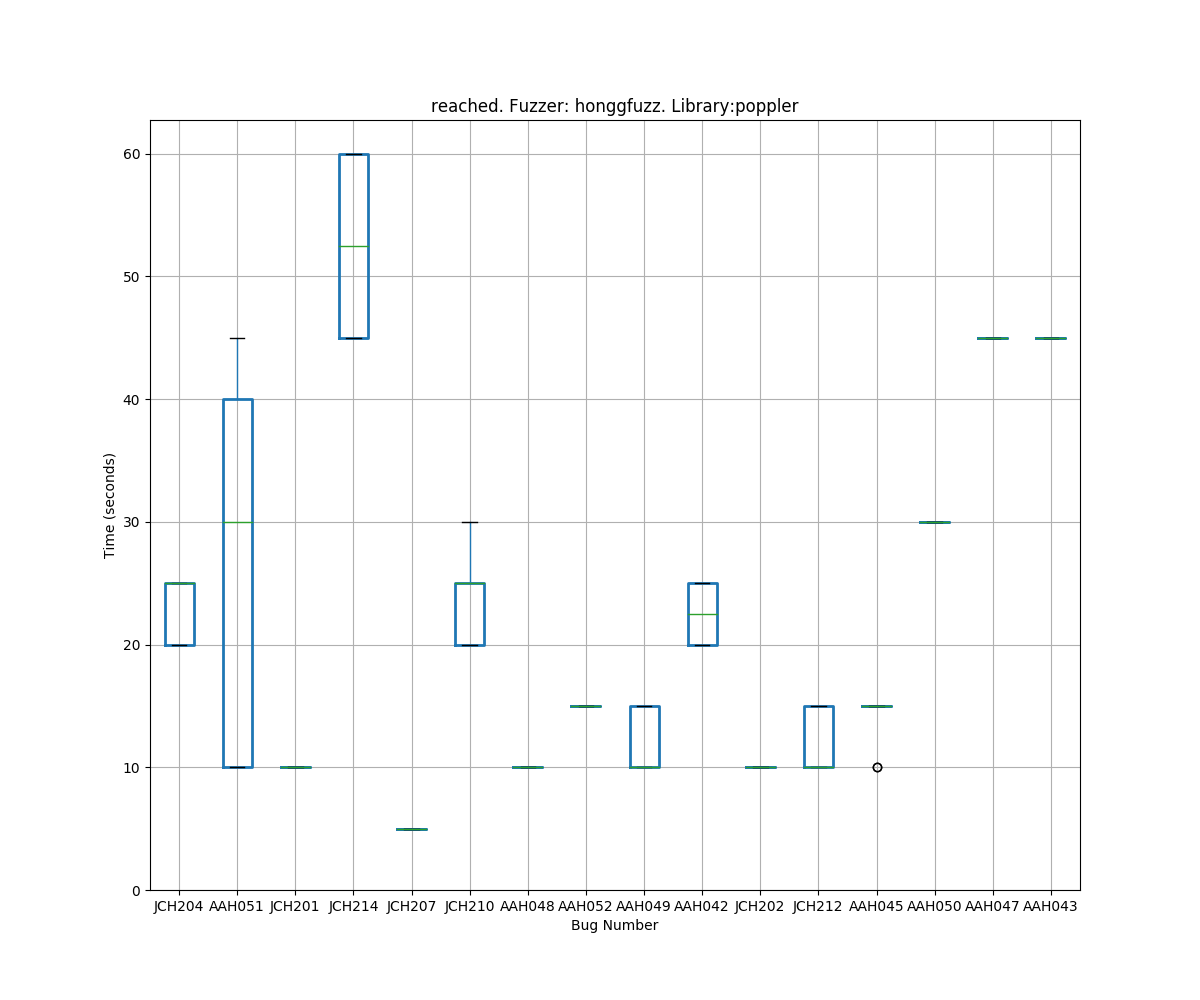 reached. Fuzzer: honggfuzz. Library:poppler
60
50
40
30
20
10
0
Time (seconds)
JCH204 AAH051 JCH201 JCH214 JCH207 JCH210 AAH048 AAH052 AAH049 AAH042 JCH202 JCH212 AAH045 AAH050 AAH047 AAH043
Bug Number